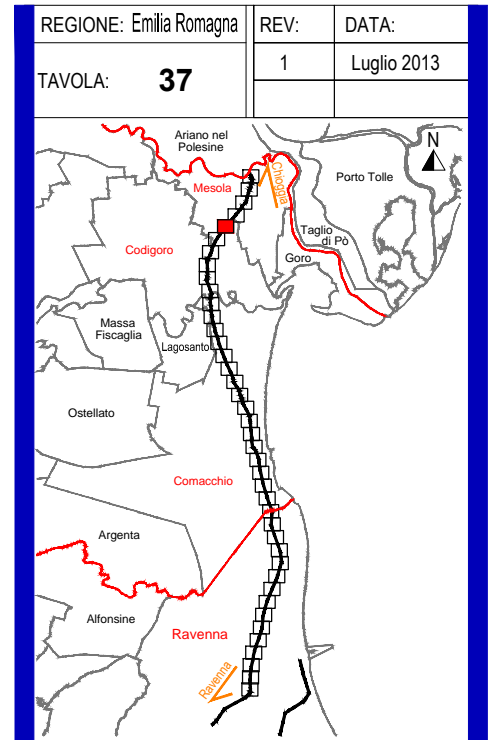 REGIONE: Emilia Romagna
REV:
DATA:
TAVOLA: 37
1
Luglio 2013
Ariano nel
Polesine
N
Mesola
Chioggia
Porto Tolle
Taglio
di Pò
Codigoro
Goro
Massa
Fiscaglia
Lagosanto
Ostellato
Comacchio
Argenta
Alfonsine
Ravenna
Ravenna